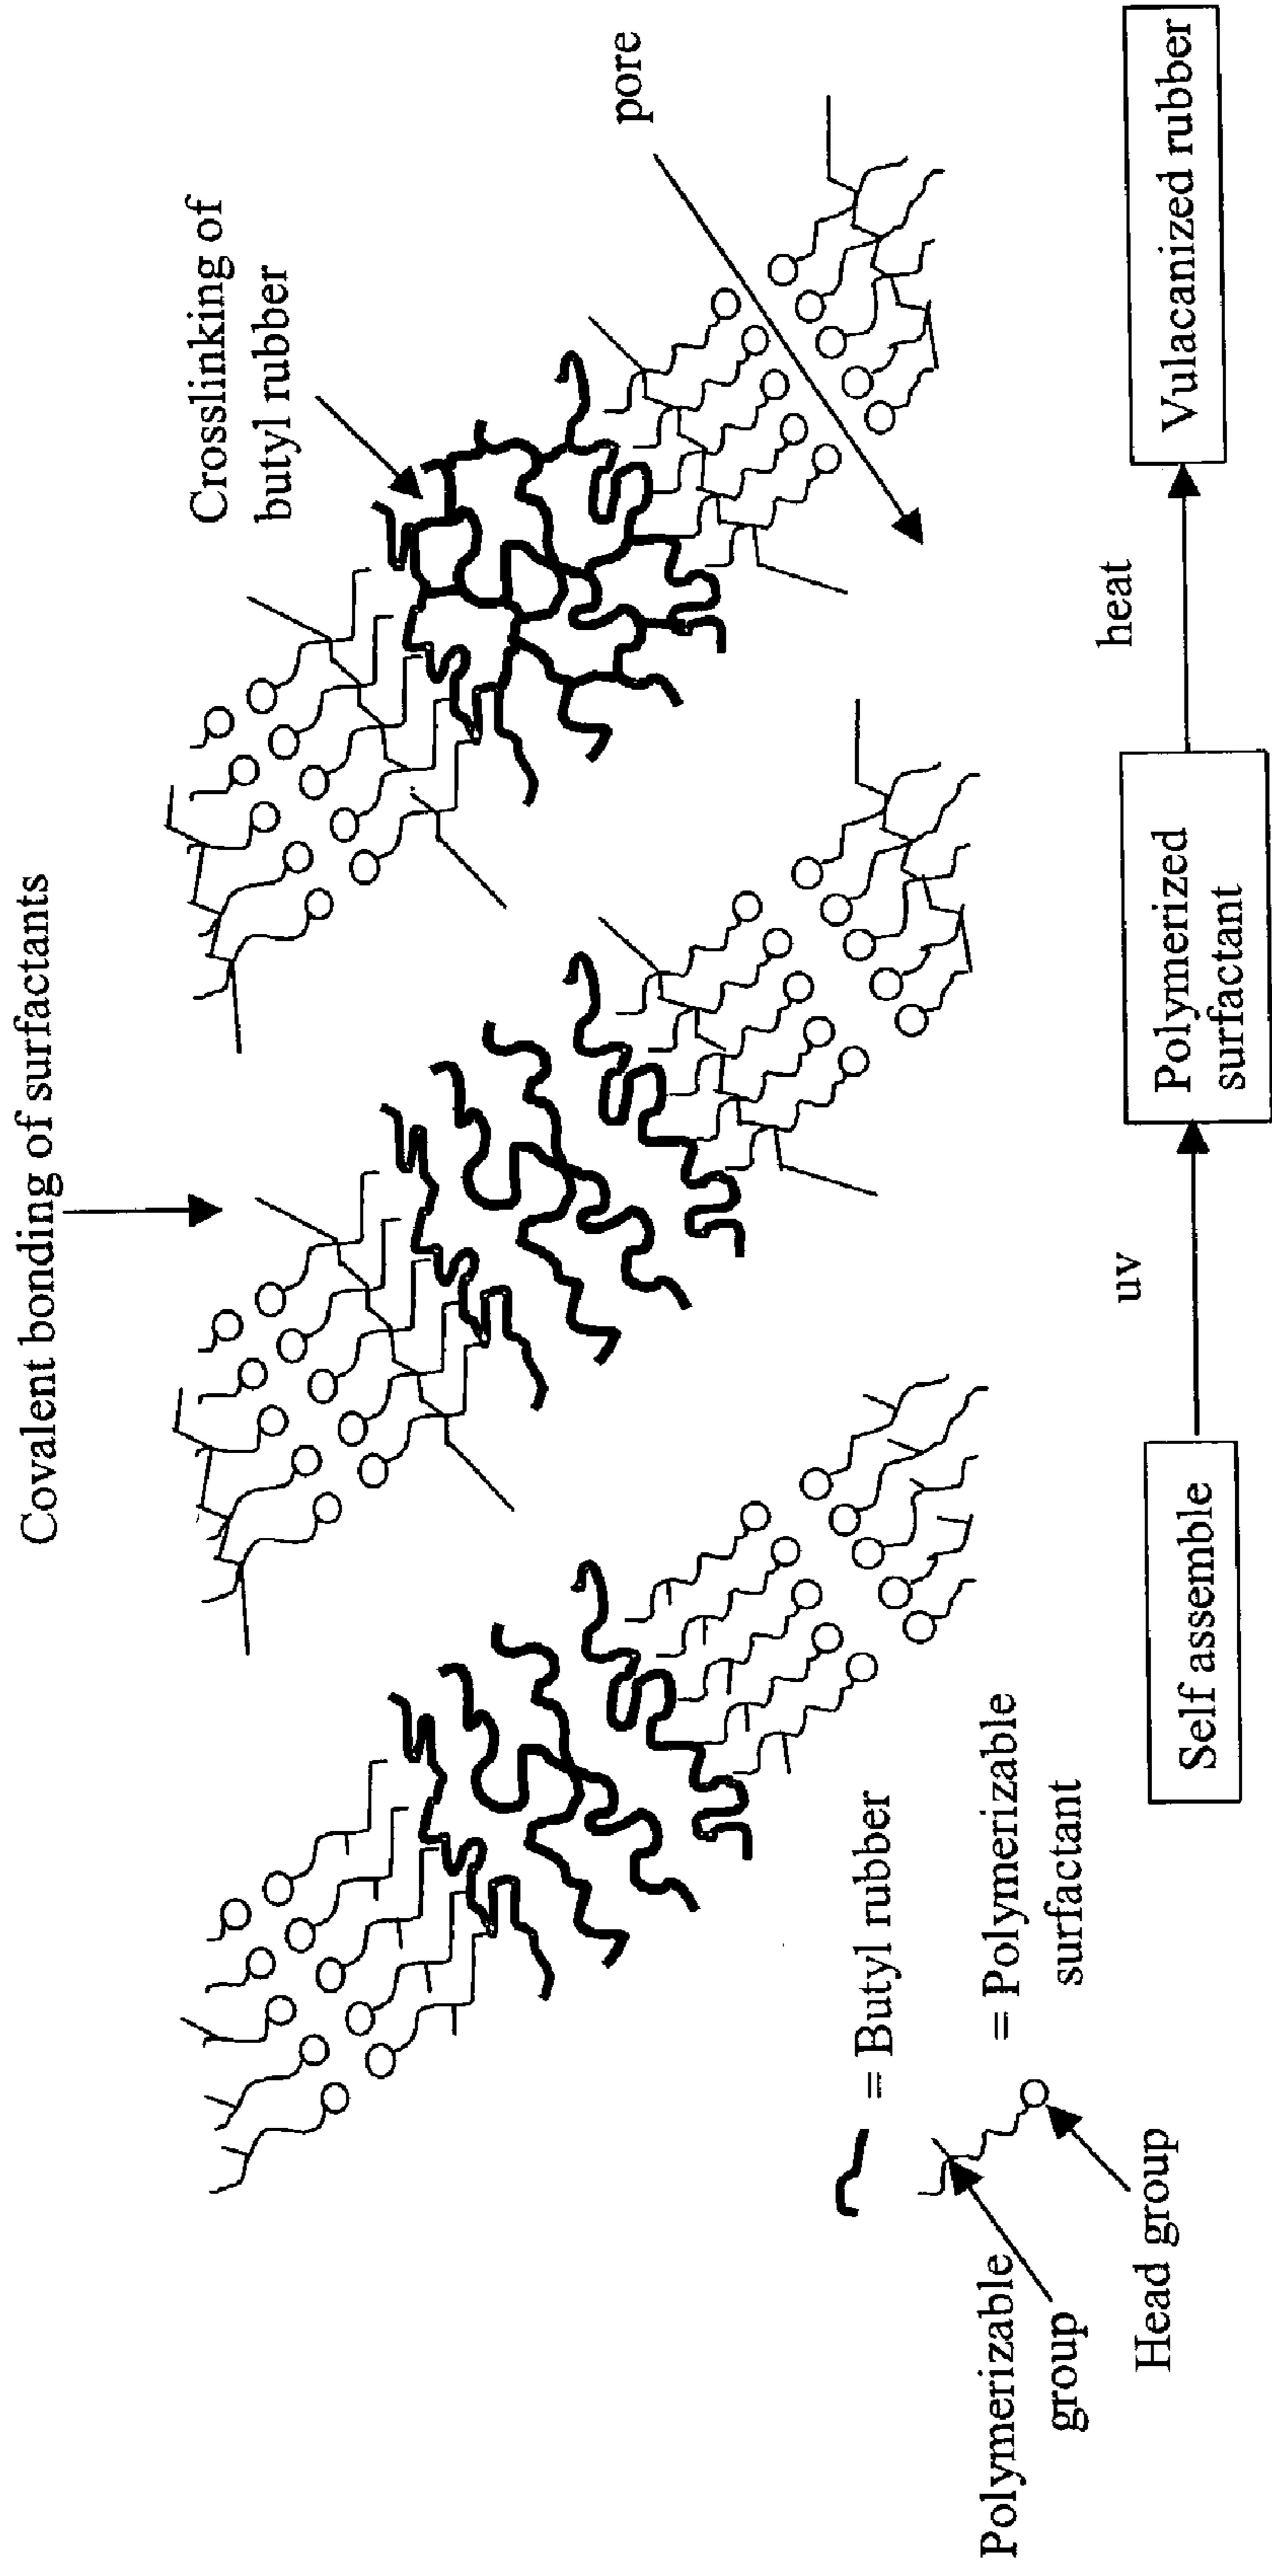 Covalent bonding of surfactants
Crosslinking of
butyl rubber
pore
= Butyl rubber
= Polymerizable
surfactant
Polymerizable
group
Head group
Self assemble
uv
Polymerized
surfactant
heat
Vulacanized rubber